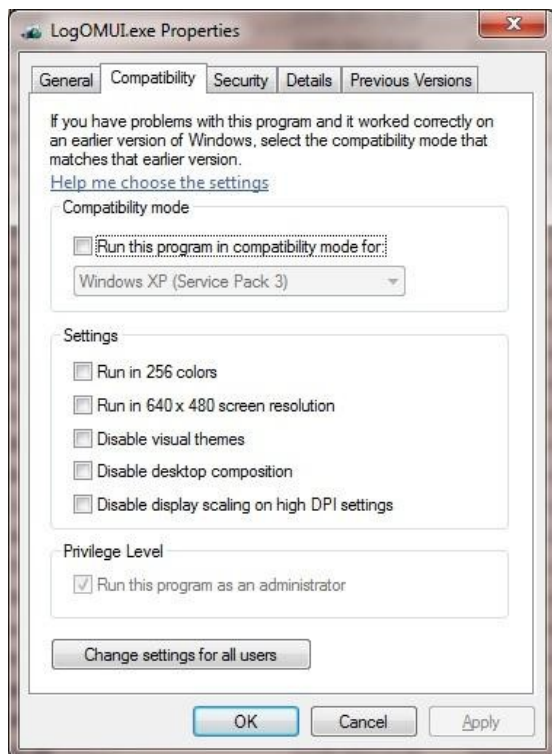 LogOMUI.exe Properties
General Compatibility Security Details Previous Versions
If you have problems with this program and it worked correctly on
an earlier version of Windows, select the compatibility mode that
matches that earlier version.
Help me choose the settings
Compatibility mode
Run this program in compatibility mode for:
Windows XP (Service Pack 3)
Settings
Run in 256 colors
Run in 640 x 480 screen resolution
Disable visual themes
Disable desktop composition
Disable display scaling on high DPI settings
Privilege Level
Run this program as an administrator
Change settings for all users
OK Cancel Apply